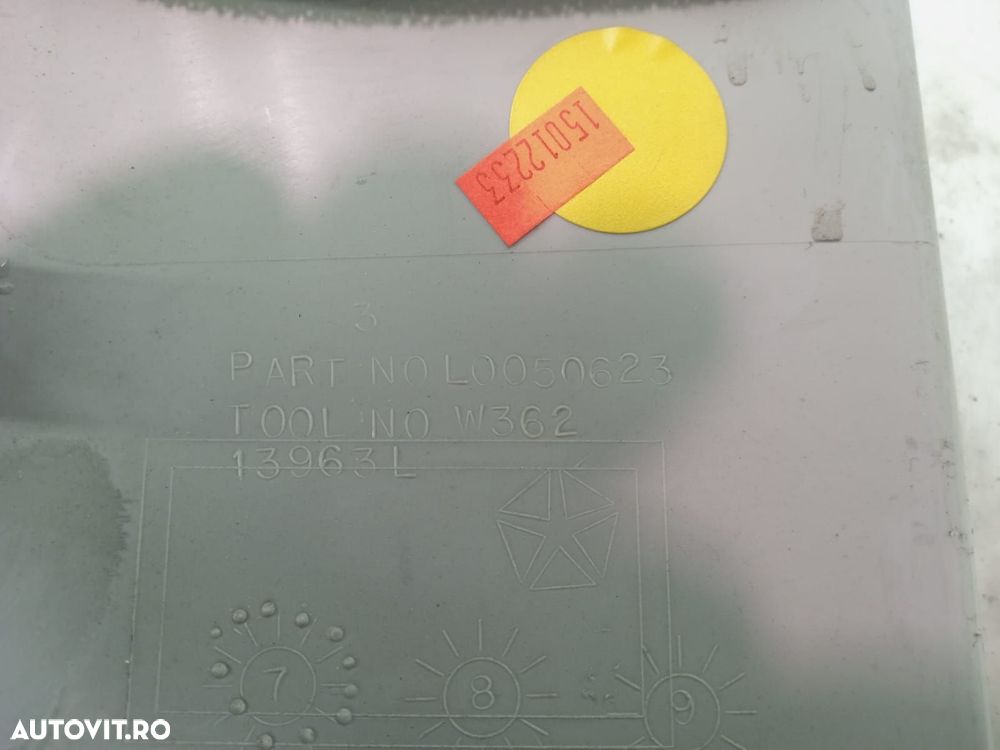 15012233
3
PART NO L0050623
TOOL NO W362
13963L
7 8 9
AUTOVIT.RO